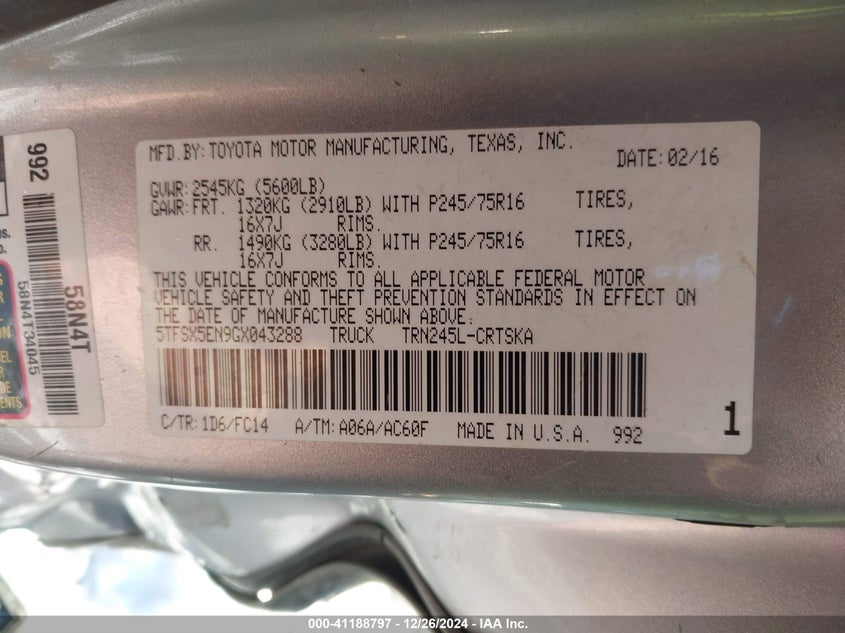 MFD.BY: TOYOTA MOTOR MANUFACTURING, TEXAS, INC.
DATE: 02/16
GVWR: 2545KG (5600LB)
GAWR: FRT. 1320KG (2910LB) WITH P245/75R16 TIRES,
16X7J RIMS.
RR. 1490KG (3280LB) WITH P245/75R16 TIRES,
16X7J RIMS.
THIS VEHICLE CONFORMS TO ALL APPLICABLE FEDERAL MOTOR
VEHICLE SAFETY AND THEFT PREVENTION STANDARDS IN EFFECT ON
THE DATE OF MANUFACTURE SHOWN ABOVE.
5TFSX5EN9GX043288 TRUCK TRN245L-CRTSKA
C/TR: 1D6/FC14 A/TM: A06A/AC60F MADE IN U.S.A. 992
1
992
58N4T
58N4T34045
000-41188797 - 12/26/2024 - IAA Inc.